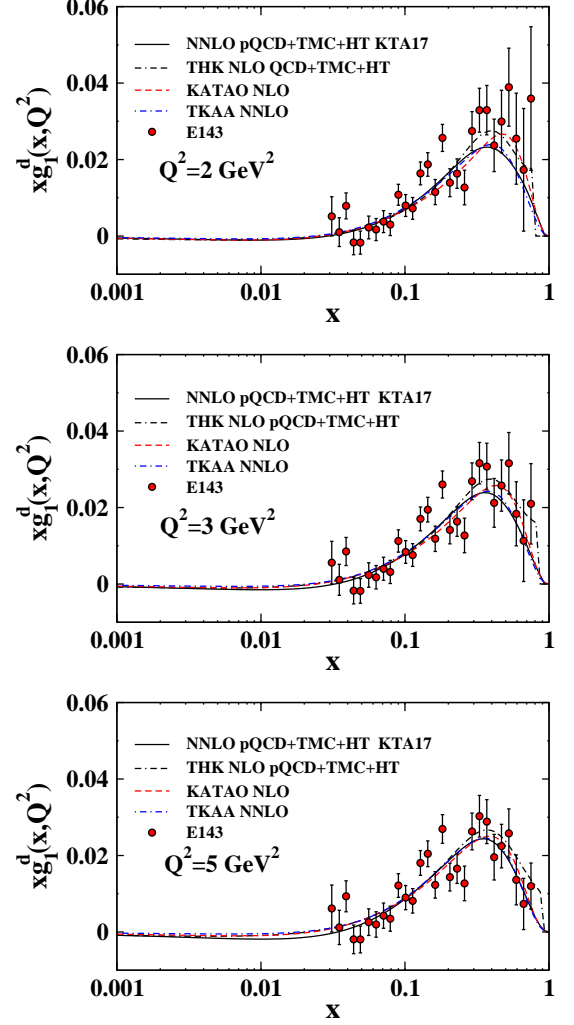 0.06
NNLO pQCD+TMC+HT KTA17
THK NLO QCD+TMC+HT
0.04
KATAO NLO
TKAA NNLO
E143
xg₁ᵈ(x,Q²)
0.02
Q²=2 GeV²
0
0.001 0.01 0.1 1
x
0.06
NNLO pQCD+TMC+HT KTA17
THK NLO pQCD+TMC+HT
0.04
KATAO NLO
TKAA NNLO
E143
xg₁ᵈ(x,Q²)
0.02
Q²=3 GeV²
0
0.001 0.01 0.1 1
x
0.06
NNLO pQCD+TMC+HT KTA17
THK NLO pQCD+TMC+HT
0.04
KATAO NLO
TKAA NNLO
E143
xg₁ᵈ(x,Q²)
0.02
Q²=5 GeV²
0
0.001 0.01 0.1 1
x